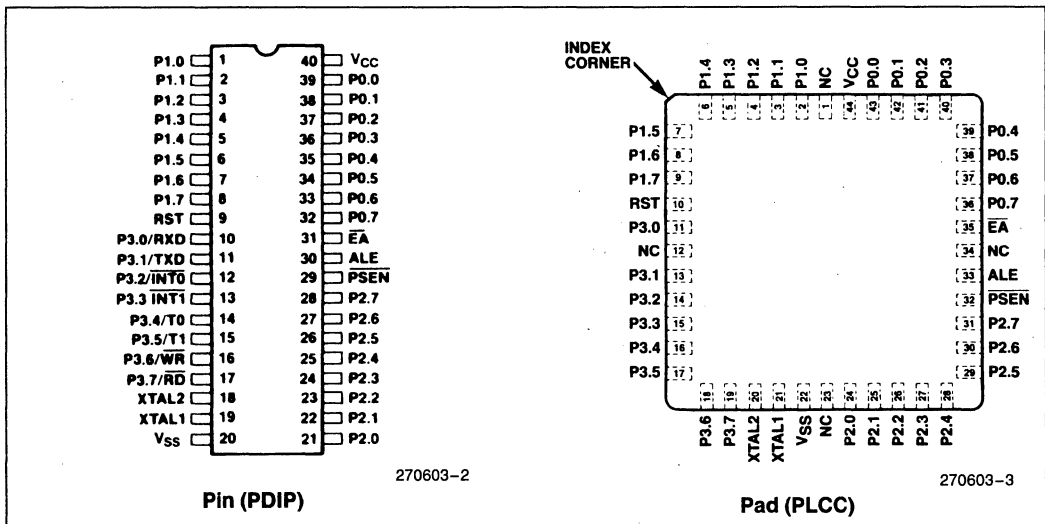 P1.0 1 40 VCC
P1.1 2 39 P0.0
P1.2 3 38 P0.1
P1.3 4 37 P0.2
P1.4 5 36 P0.3
P1.5 6 35 P0.4
P1.6 7 34 P0.5
P1.7 8 33 P0.6
RST 9 32 P0.7
P3.0/RXD 10 31 E̅A̅
P3.1/TXD 11 30 ALE
P3.2/I̅N̅T̅0̅ 12 29 P̅S̅E̅N̅
P3.3 I̅N̅T̅1̅ 13 28 P2.7
P3.4/T0 14 27 P2.6
P3.5/T1 15 26 P2.5
P3.6/W̅R̅ 16 25 P2.4
P3.7/R̅D̅ 17 24 P2.3
XTAL2 18 23 P2.2
XTAL1 19 22 P2.1
VSS 20 21 P2.0
270603-2
Pin (PDIP)
INDEX
CORNER
P1.4 P1.3 P1.2 P1.1 P1.0 NC VCC P0.0 P0.1 P0.2 P0.3
6 5 4 3 2 1 44 43 42 41 40
P1.5 7 39 P0.4
P1.6 8 38 P0.5
P1.7 9 37 P0.6
RST 10 36 P0.7
P3.0 11 35 E̅A̅
NC 12 34 NC
P3.1 13 33 ALE
P3.2 14 32 P̅S̅E̅N̅
P3.3 15 31 P2.7
P3.4 16 30 P2.6
P3.5 17 29 P2.5
18 19 20 21 22 23 24 25 26 27 28
P3.6 P3.7 XTAL2 XTAL1 VSS NC P2.0 P2.1 P2.2 P2.3 P2.4
270603-3
Pad (PLCC)